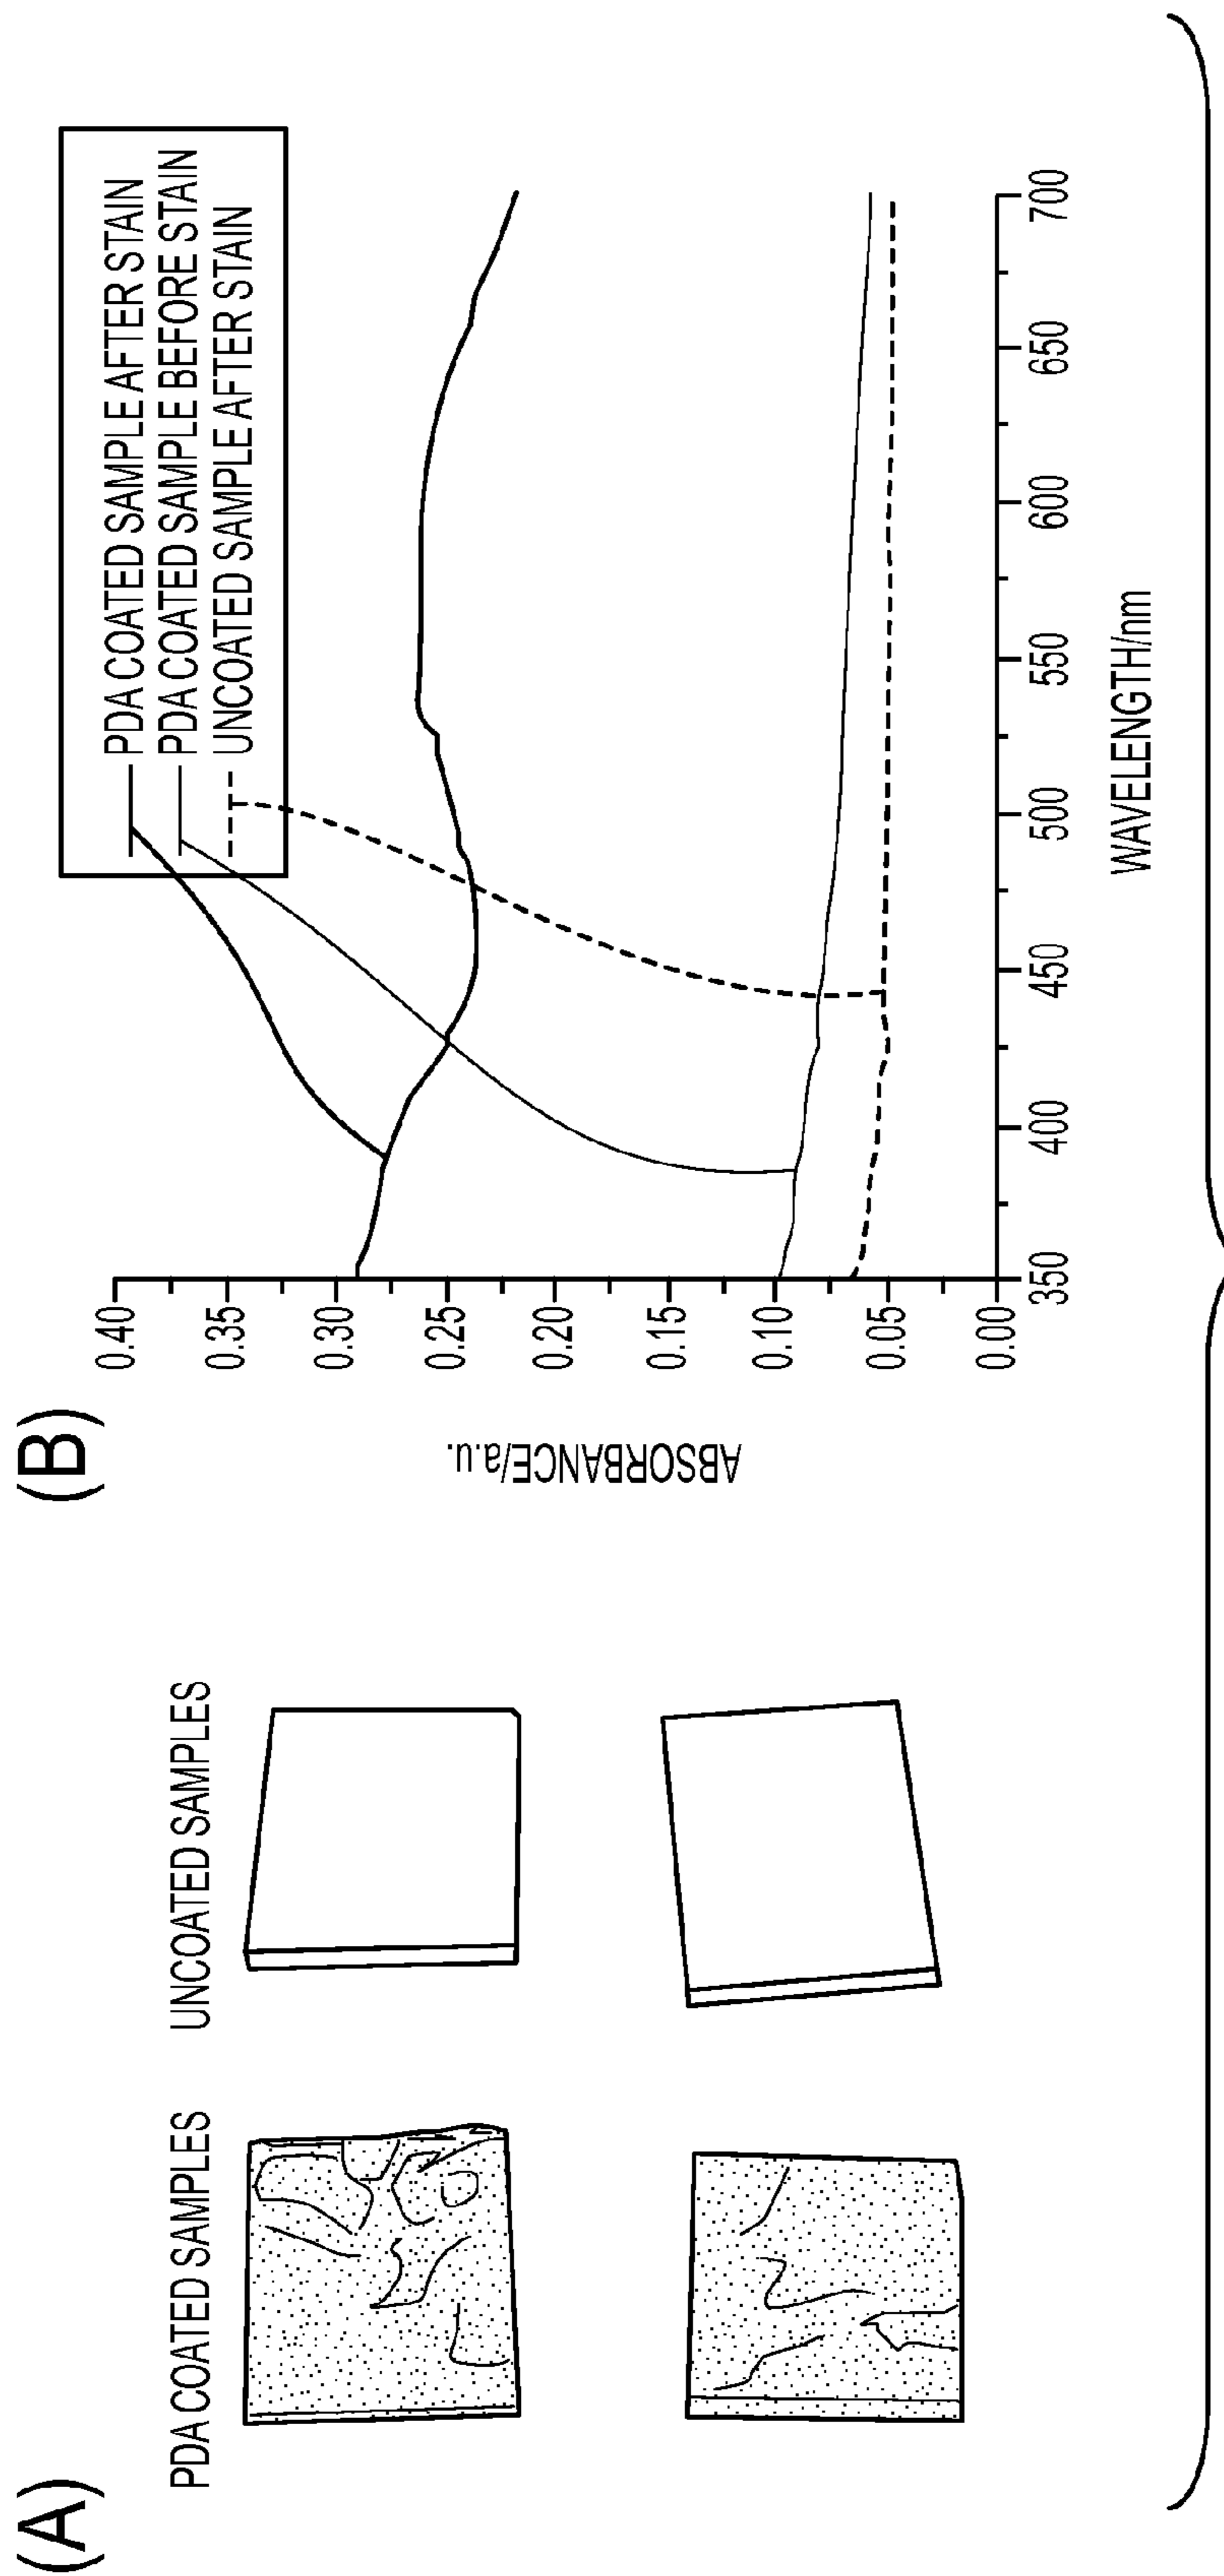 (A)
PDA COATED SAMPLES
UNCOATED SAMPLES
(B)
ABSORBANCE/a.u.
0.40
0.35
0.30
0.25
0.20
0.15
0.10
0.05
0.00
PDA COATED SAMPLE AFTER STAIN
PDA COATED SAMPLE BEFORE STAIN
UNCOATED SAMPLE AFTER STAIN
350 400 450 500 550 600 650 700
WAVELENGTH/nm